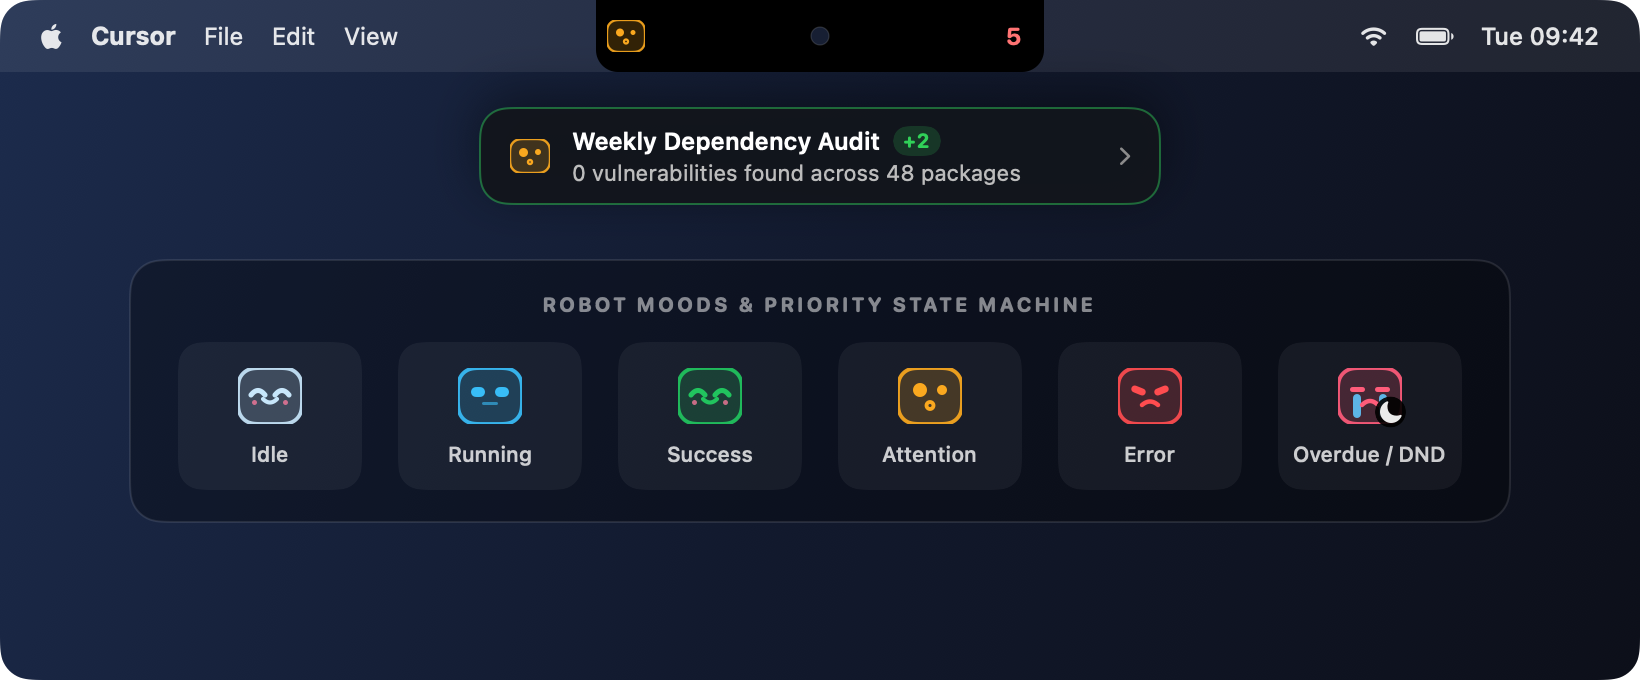 Cursor File Edit View 5 Tue 09:42
Weekly Dependency Audit +2
0 vulnerabilities found across 48 packages
ROBOT MOODS & PRIORITY STATE MACHINE
Idle Running Success Attention Error Overdue / DND